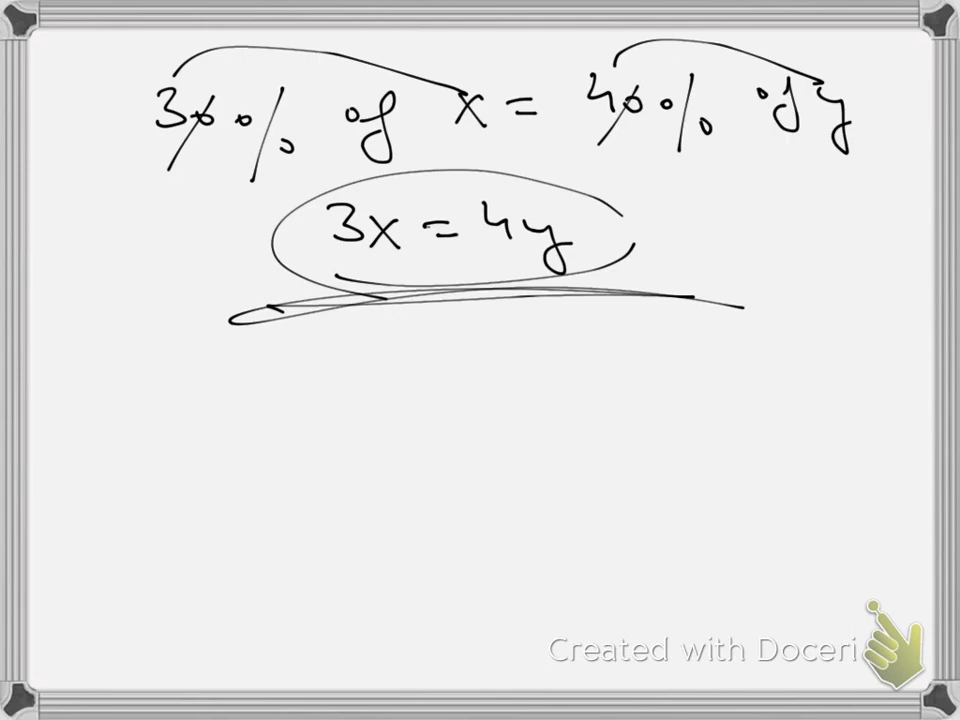 30% of x = 40% of y
3x = 4y
Created with Doceri